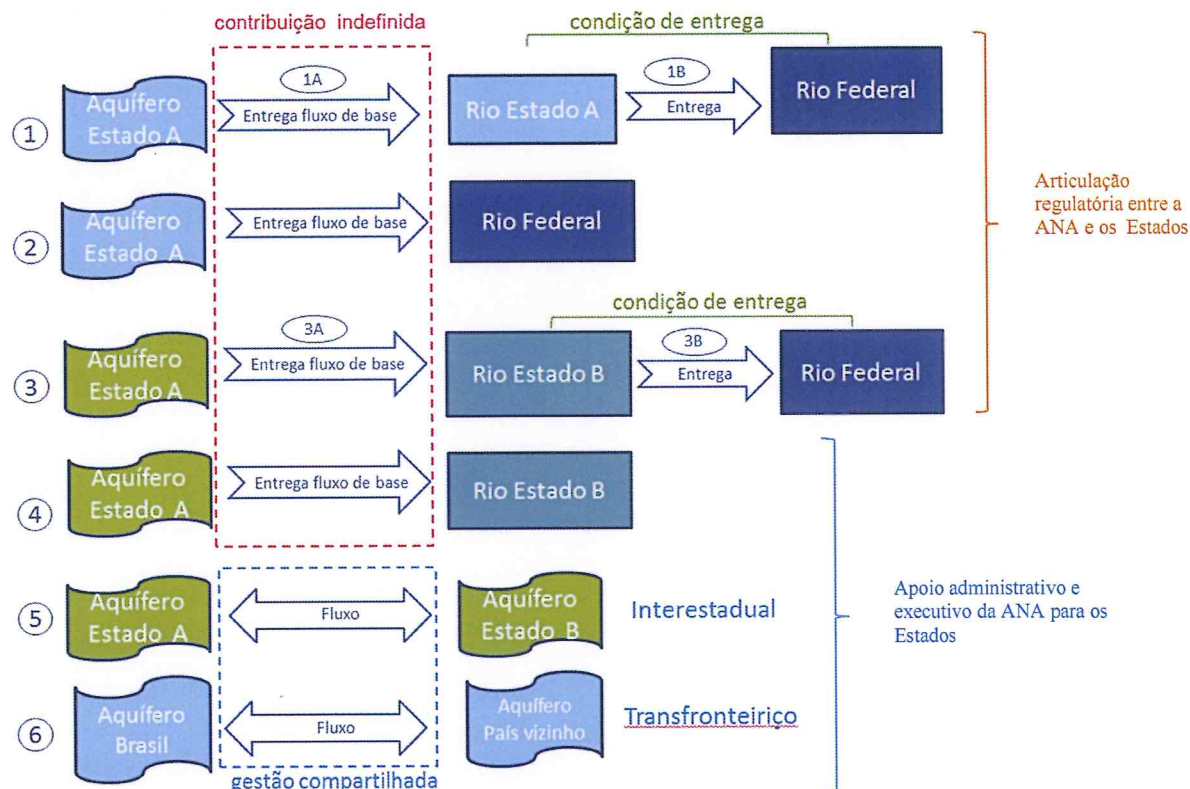 contribuição indefinida
condição de entrega
1
Aquífero
Estado A
1A
Entrega fluxo de base
Rio Estado A
1B
Entrega
Rio Federal
2
Aquífero
Estado A
Entrega fluxo de base
Rio Federal
Articulação
regulatória entre a
ANA e os Estados
condição de entrega
3
Aquífero
Estado A
3A
Entrega fluxo de base
Rio Estado B
3B
Entrega
Rio Federal
4
Aquífero
Estado A
Entrega fluxo de base
Rio Estado B
5
Aquífero
Estado A
Fluxo
Aquífero
Estado B
Interestadual
Apoio administrativo e
executivo da ANA para os
Estados
6
Aquífero
Brasil
Fluxo
Aquífero
País vizinho
Transfronteiriço
gestão compartilhada